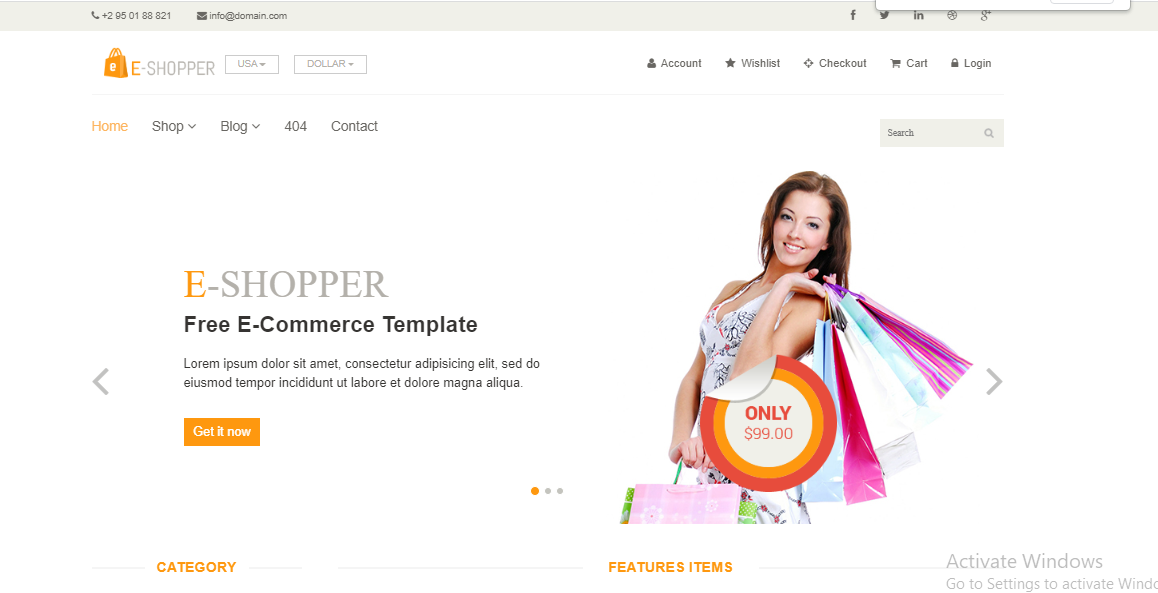 +2 95 01 88 821 info@domain.com
E-SHOPPER USA DOLLAR Account Wishlist Checkout Cart Login
Home Shop Blog 404 Contact Search
E-SHOPPER
Free E-Commerce Template
Lorem ipsum dolor sit amet, consectetur adipisicing elit, sed do
eiusmod tempor incididunt ut labore et dolore magna aliqua.
Get it now
ONLY
$99.00
CATEGORY FEATURES ITEMS
Activate Windows
Go to Settings to activate Windo